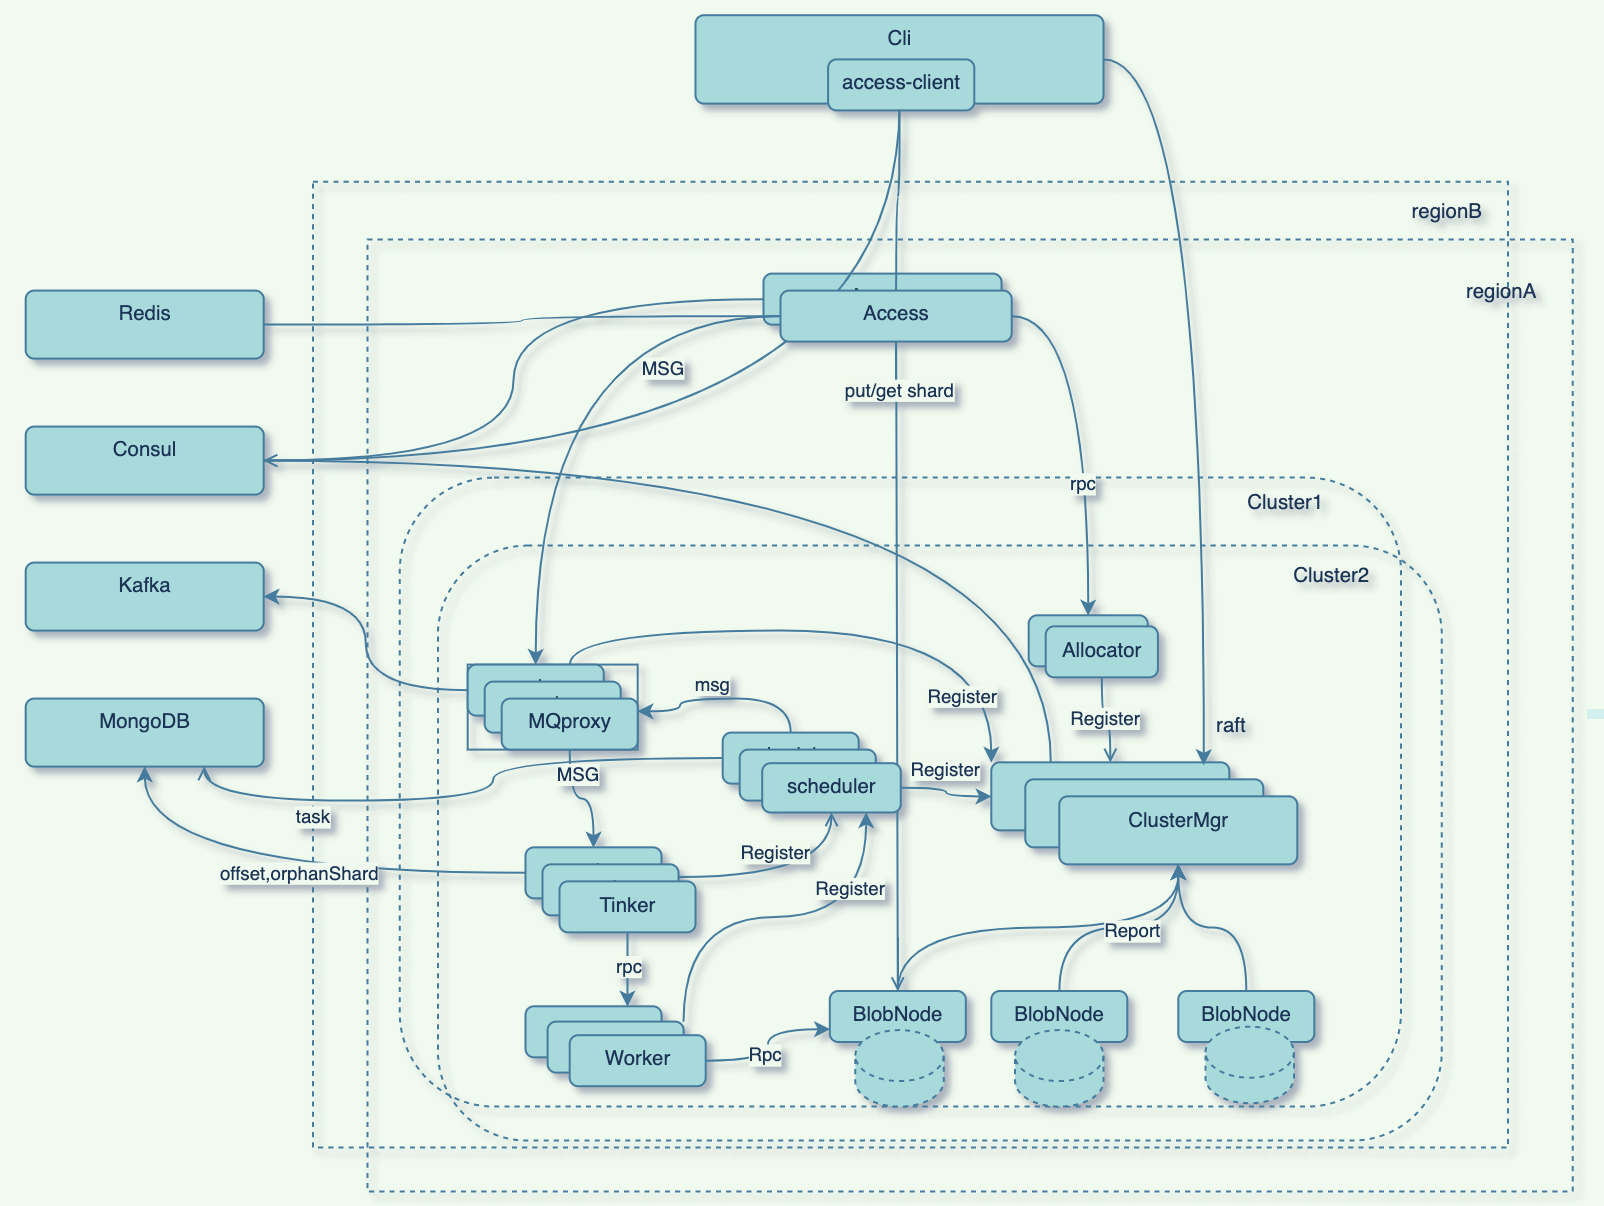 Cli
access-client
regionB
regionA
Redis
Access
MSG
put/get shard
Consul
rpc
Cluster1
Cluster2
Kafka
Allocator
msg
Register
MongoDB
MQproxy
Register
raft
MSG
scheduler
Register
task
ClusterMgr
Register
offset,orphanShard
Register
Tinker
Report
rpc
BlobNode
BlobNode
BlobNode
Worker
Rpc